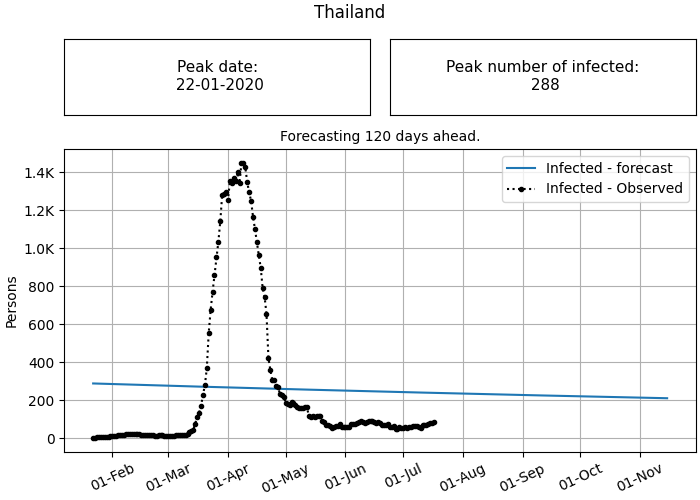 Thailand
Peak date:
22-01-2020
Peak number of infected:
288
Forecasting 120 days ahead.
Infected - forecast
Infected - Observed
Persons
1.4K
1.2K
1.0K
800
600
400
200
0
01-Feb
01-Mar
01-Apr
01-May
01-Jun
01-Jul
01-Aug
01-Sep
01-Oct
01-Nov